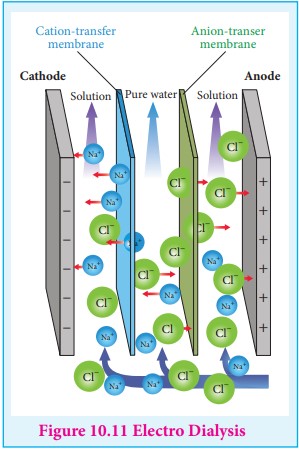 Cation-transfer
membrane
Anion-transer
membrane
Cathode
Anode
Solution
Pure water
Solution
Cl⁻
Na⁺
Na⁺
Cl⁻
Cl⁻
+
−
Na⁺
+
−
Cl⁻
Cl⁻
Na⁺
+
−
Cl⁻
Na⁺
Na⁺
Cl⁻
Cl⁻
+
−
Na⁺
Cl⁻
Na⁺
+
−
Cl
Cl⁻
Na⁺
Na⁺
+
−
Na⁺
Cl⁻
Na⁺
Na⁺
Cl⁻
Cl⁻
Figure 10.11 Electro Dialysis